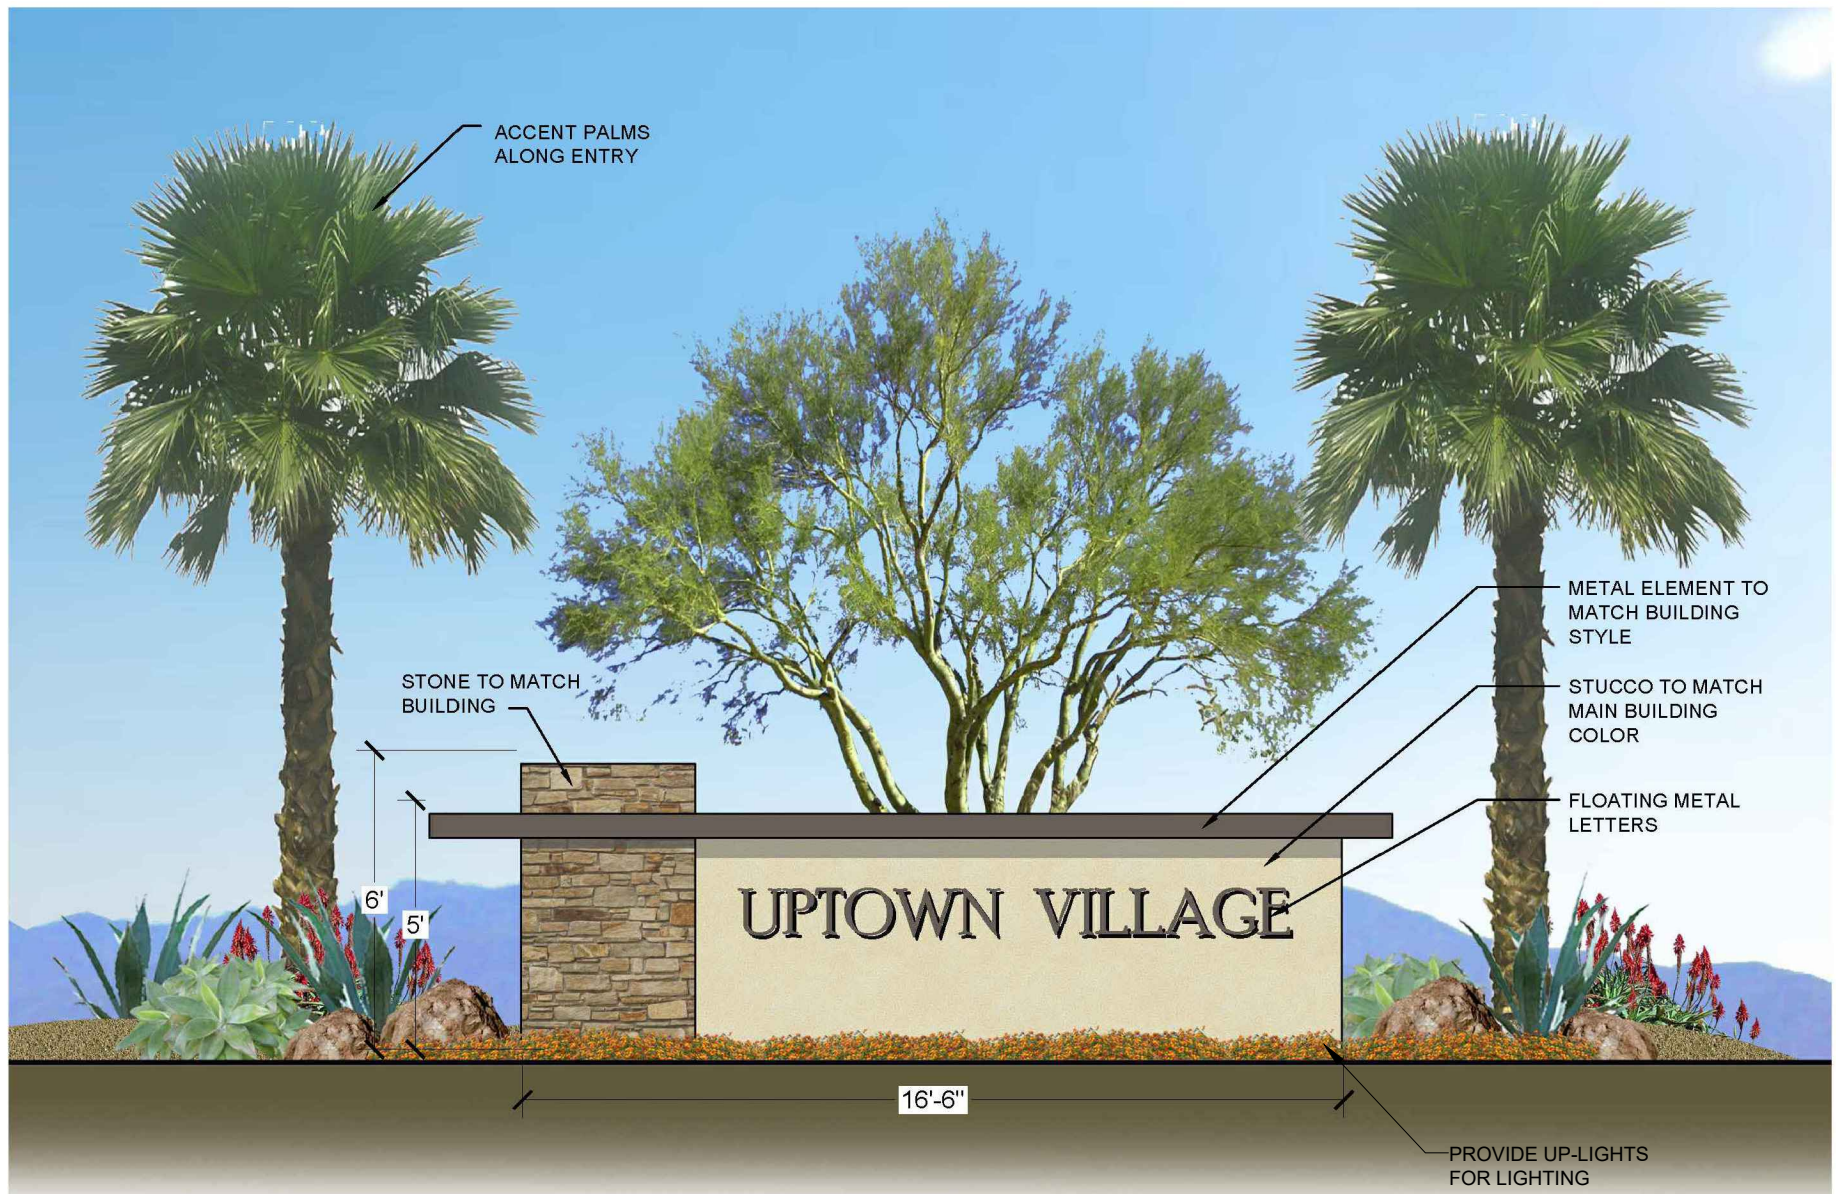 ACCENT PALMS
ALONG ENTRY
METAL ELEMENT TO
MATCH BUILDING
STYLE
STONE TO MATCH
BUILDING
STUCCO TO MATCH
MAIN BUILDING
COLOR
FLOATING METAL
LETTERS
6'
5'
UPTOWN VILLAGE
16'-6"
PROVIDE UP-LIGHTS
FOR LIGHTING